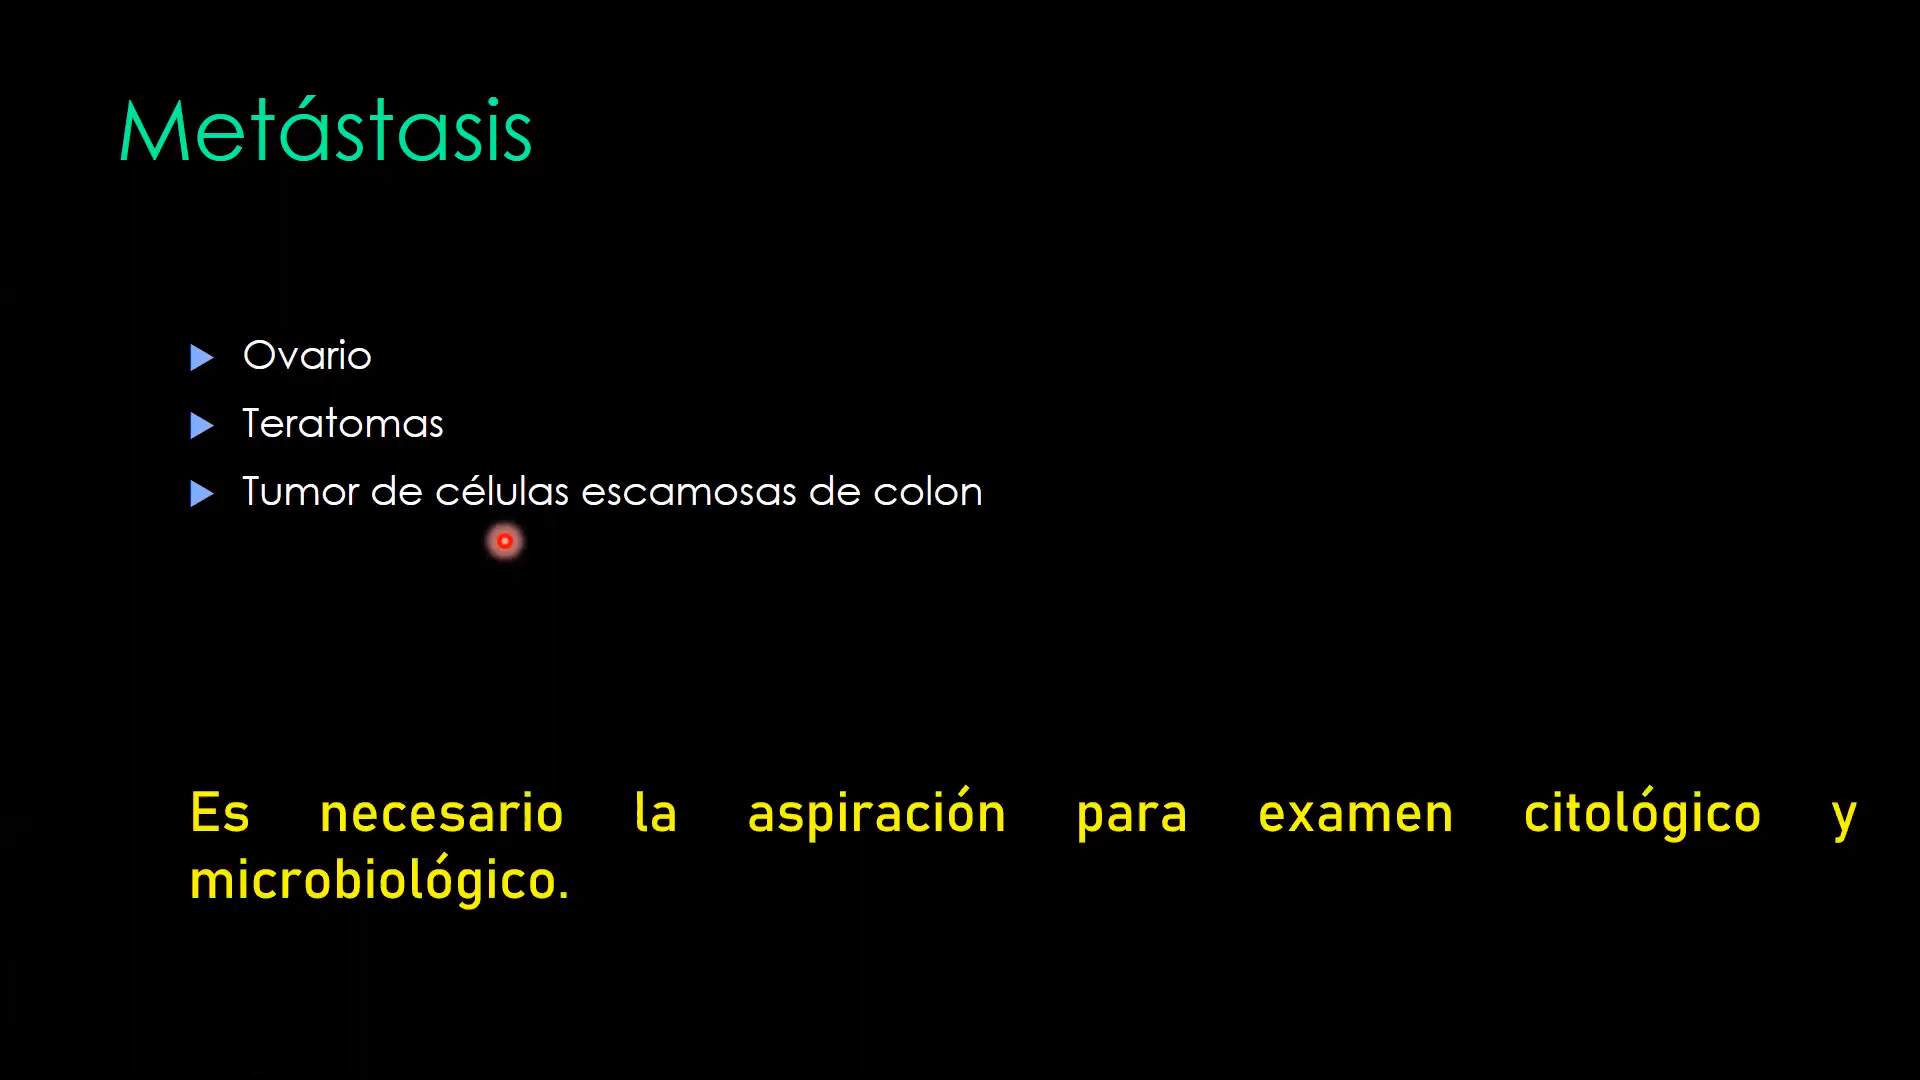 Metástasis
Ovario
Teratomas
Tumor de células escamosas de colon
Es necesario la aspiración para examen citológico y
microbiológico.